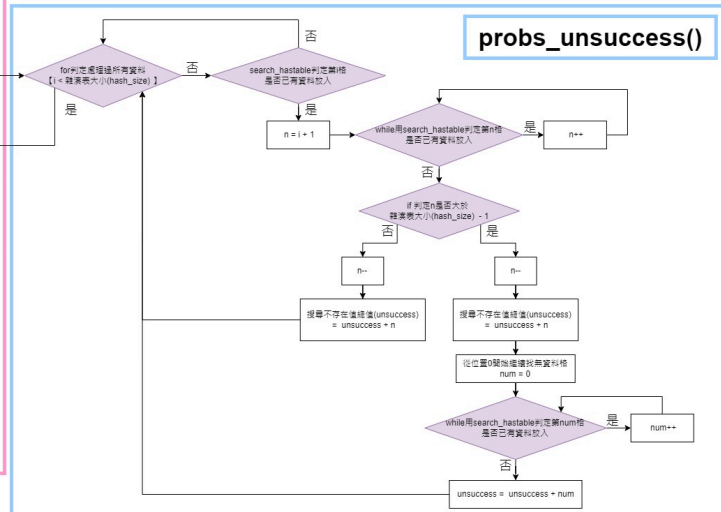 probs_unsuccess()
否
for判定處理過所有資料
【i < 雜湊表大小(hash_size) 】
否
search_hastable判定第i格
是否已有資料放入
是
是
n = i + 1
while用search_hastable判定第n格
是否已有資料放入
是
n++
否
if 判定n是否大於
雜湊表大小(hash_size) - 1
否
是
n--
n--
搜尋不存在值總值(unsuccess)
= unsuccess + n
搜尋不存在值總值(unsuccess)
= unsuccess + n
從位置0開始繼續找無資料格
num = 0
while用search_hastable判定第num格
是否已有資料放入
是
num++
否
unsuccess = unsuccess + num